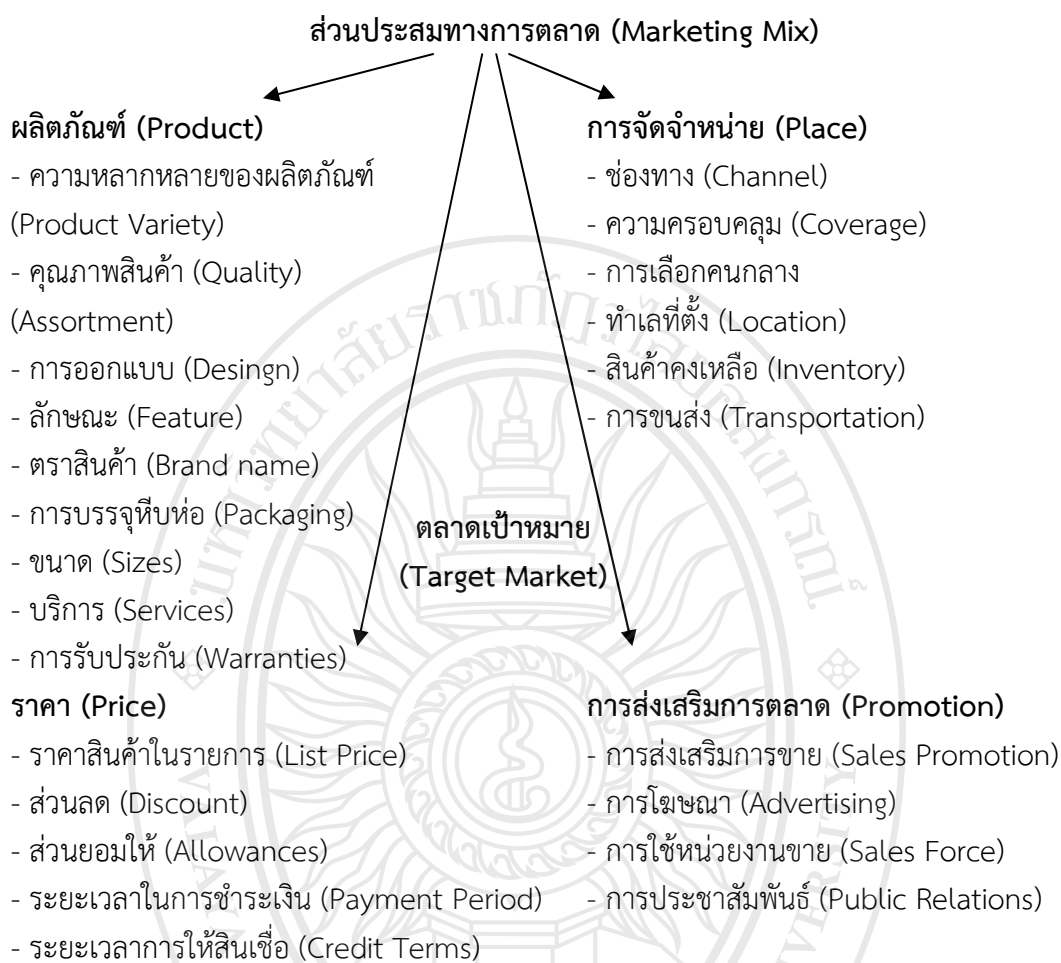 ส่วนประสมทางการตลาด (Marketing Mix)
ผลิตภัณฑ์ (Product)
- ความหลากหลายของผลิตภัณฑ์
(Product Variety)
- คุณภาพสินค้า (Quality)
(Assortment)
- การออกแบบ (Desingn)
- ลักษณะ (Feature)
- ตราสินค้า (Brand name)
- การบรรจุหีบห่อ (Packaging)
- ขนาด (Sizes)
- บริการ (Services)
- การรับประกัน (Warranties)
การจัดจำหน่าย (Place)
- ช่องทาง (Channel)
- ความครอบคลุม (Coverage)
- การเลือกคนกลาง
- ทำเลที่ตั้ง (Location)
- สินค้าคงเหลือ (Inventory)
- การขนส่ง (Transportation)
ตลาดเป้าหมาย
(Target Market)
ราคา (Price)
- ราคาสินค้าในรายการ (List Price)
- ส่วนลด (Discount)
- ส่วนยอมให้ (Allowances)
- ระยะเวลาในการชำระเงิน (Payment Period)
- ระยะเวลาการให้สินเชื่อ (Credit Terms)
การส่งเสริมการตลาด (Promotion)
- การส่งเสริมการขาย (Sales Promotion)
- การโฆษณา (Advertising)
- การใช้หน่วยงานขาย (Sales Force)
- การประชาสัมพันธ์ (Public Relations)